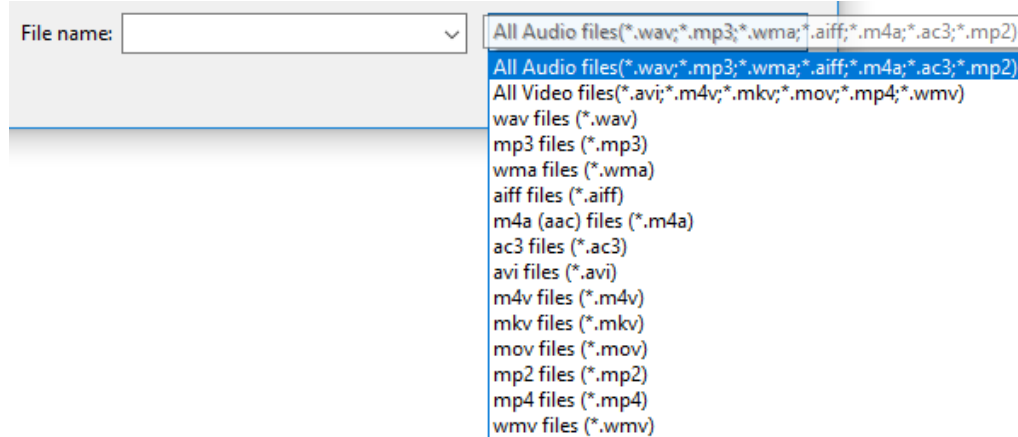 File name:
All Audio files(*.wav;*.mp3;*.wma;*.aiff;*.m4a;*.ac3;*.mp2)
All Audio files(*.wav;*.mp3;*.wma;*.aiff;*.m4a;*.ac3;*.mp2)
All Video files(*.avi;*.m4v;*.mkv;*.mov;*.mp4;*.wmv)
wav files (*.wav)
mp3 files (*.mp3)
wma files (*.wma)
aiff files (*.aiff)
m4a (aac) files (*.m4a)
ac3 files (*.ac3)
avi files (*.avi)
m4v files (*.m4v)
mkv files (*.mkv)
mov files (*.mov)
mp2 files (*.mp2)
mp4 files (*.mp4)
wmv files (*.wmv)